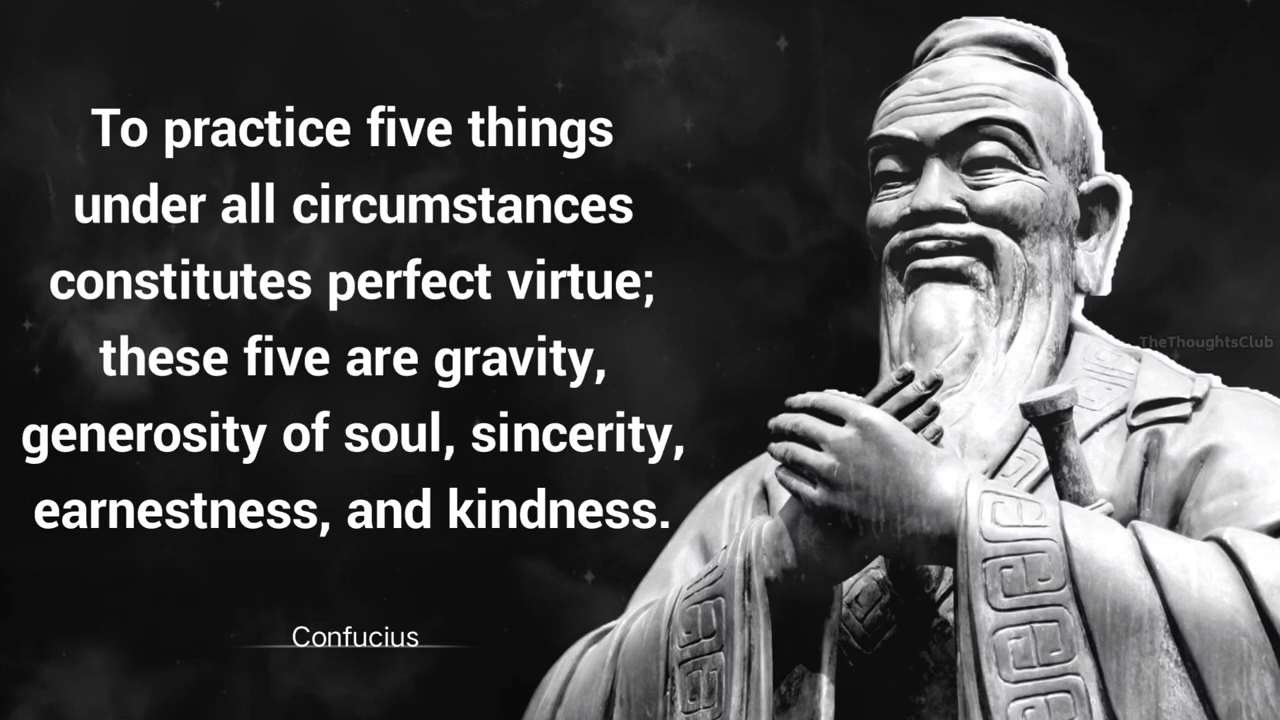 To practice five things
under all circumstances
constitutes perfect virtue;
these five are gravity,
generosity of soul, sincerity,
earnestness, and kindness.
Confucius
TheThoughtsClub